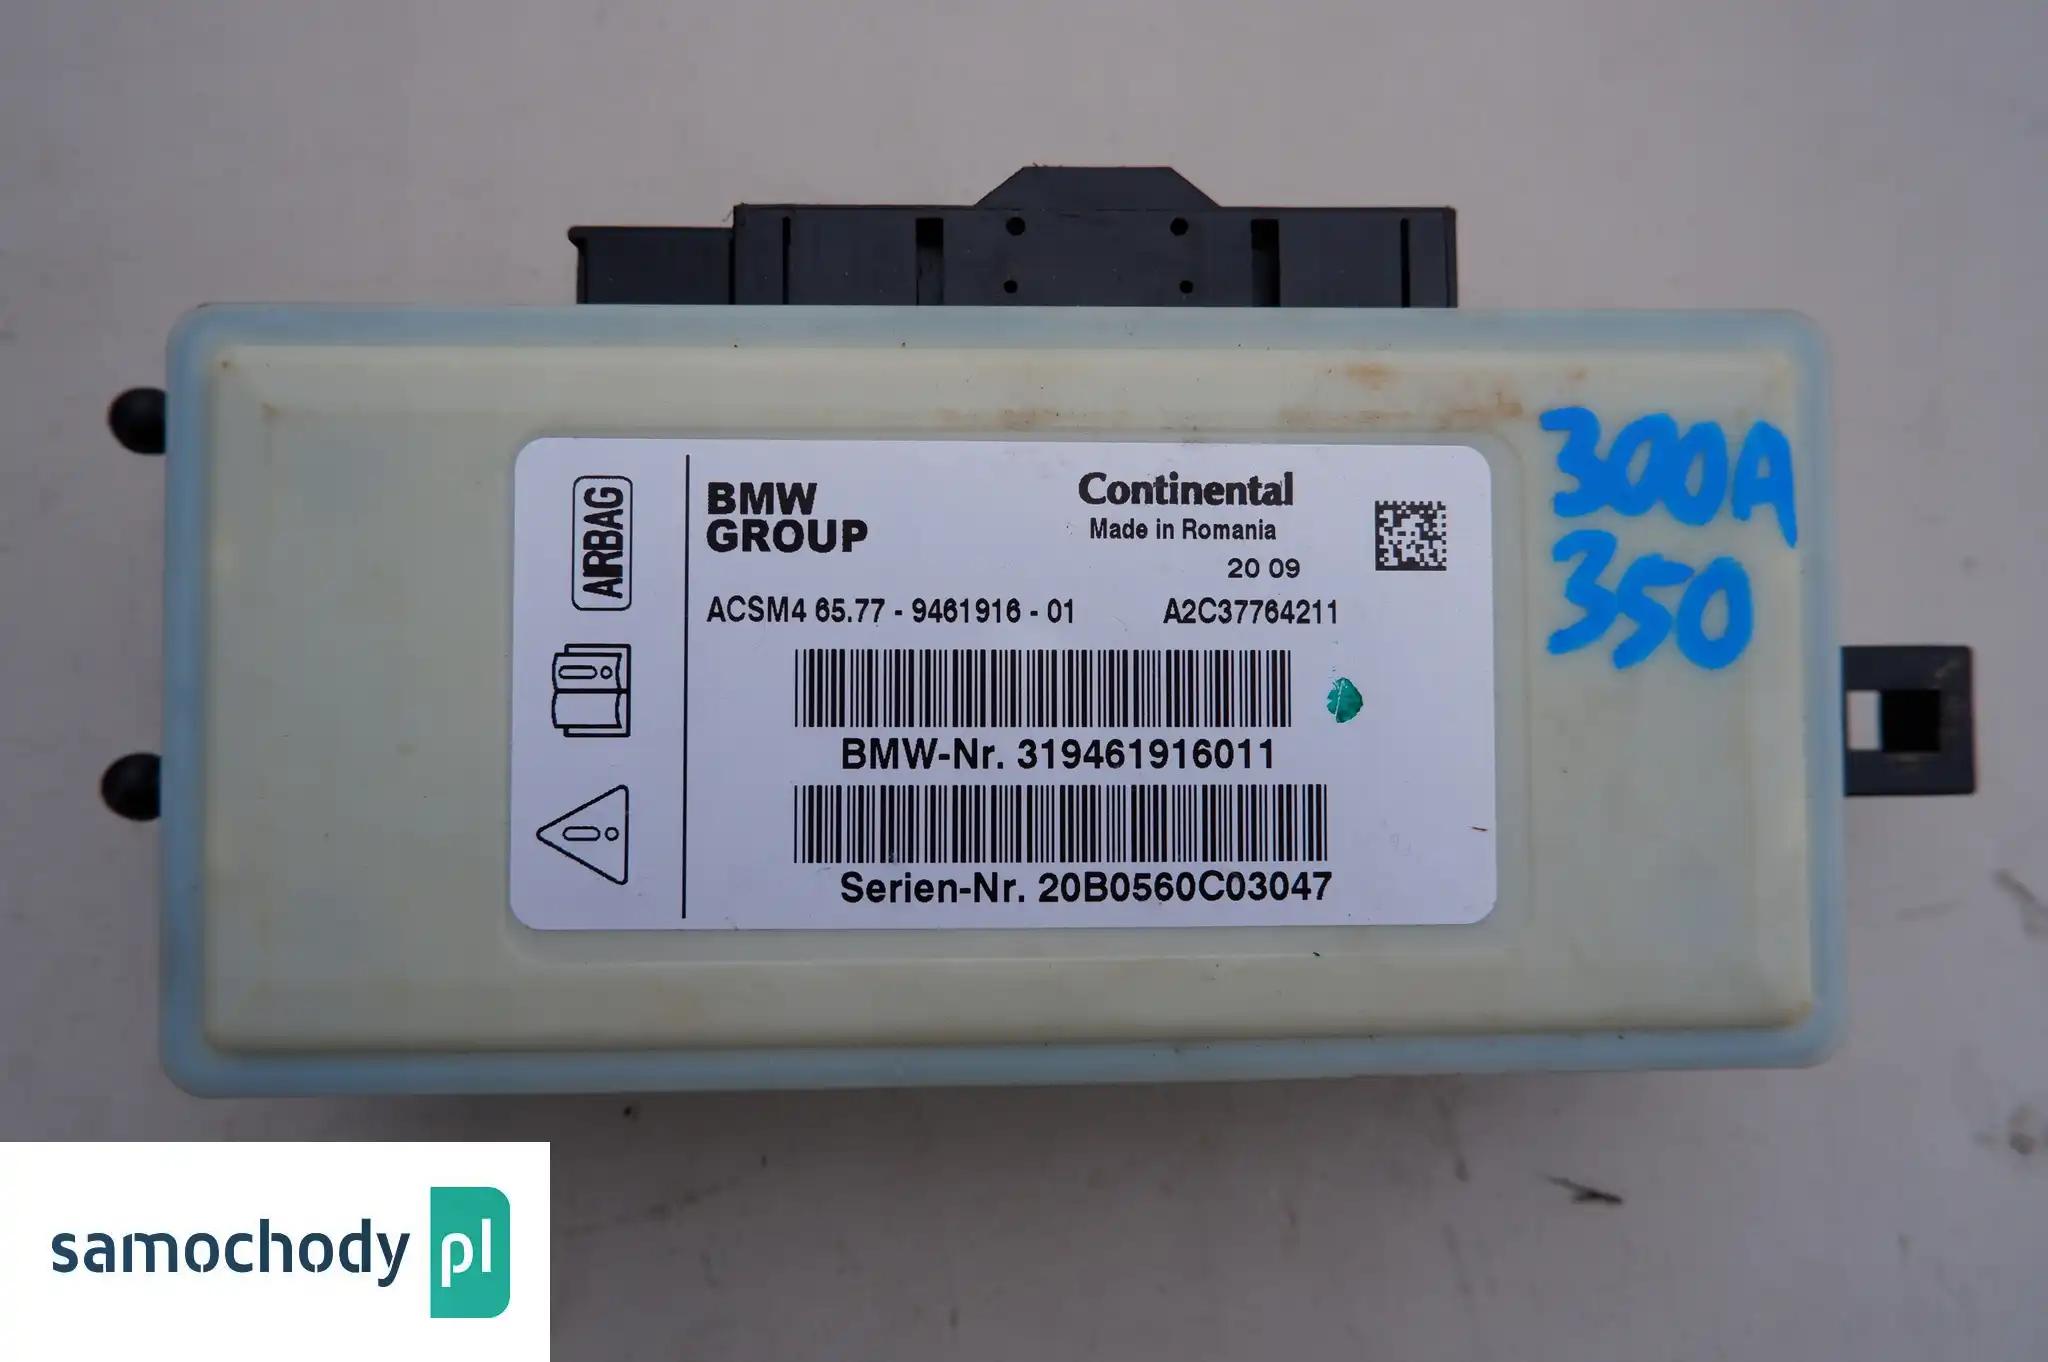 AIRBAG
BMW
GROUP
Continental
Made in Romania
20 09
ACSM4 65.77 - 9461916 - 01 A2C37764211
BMW-Nr. 319461916011
Serien-Nr. 20B0560C03047
300A
350
samochody pl